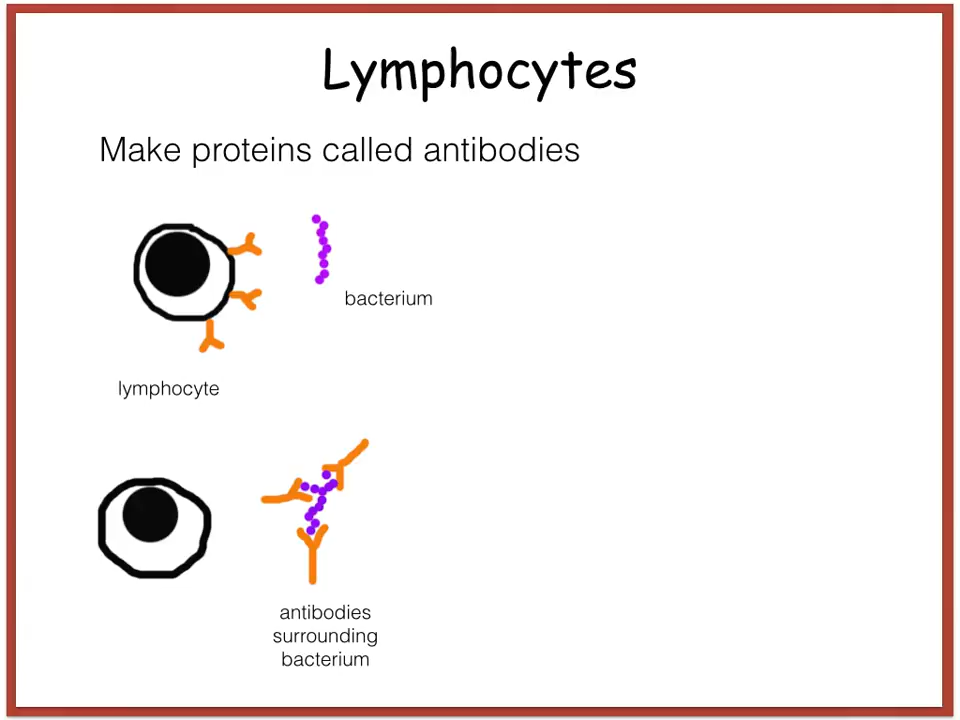 Lymphocytes
Make proteins called antibodies
bacterium
lymphocyte
antibodies
surrounding
bacterium